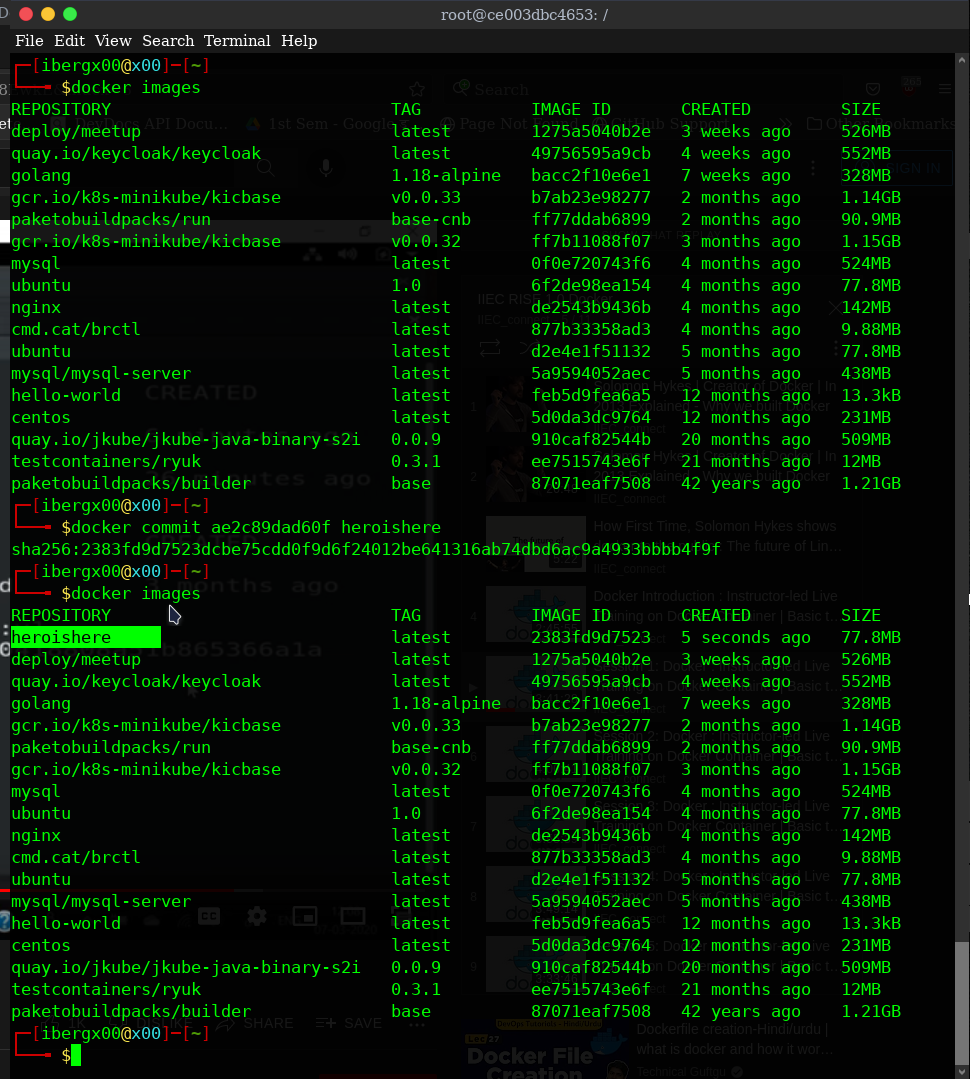 root@ce003dbc4653: /
File Edit View Search Terminal Help
┌─[ibergx00@x00]─[~]
└──╼ $docker images
REPOSITORY TAG IMAGE ID CREATED SIZE
deploy/meetup latest 1275a5040b2e 3 weeks ago 526MB
quay.io/keycloak/keycloak latest 49756595a9cb 4 weeks ago 552MB
golang 1.18-alpine bacc2f10e6e1 7 weeks ago 328MB
gcr.io/k8s-minikube/kicbase v0.0.33 b7ab23e98277 2 months ago 1.14GB
paketobuildpacks/run base-cnb ff77ddab6899 2 months ago 90.9MB
gcr.io/k8s-minikube/kicbase v0.0.32 ff7b11088f07 3 months ago 1.15GB
mysql latest 0f0e720743f6 4 months ago 524MB
ubuntu 1.0 6f2de98ea154 4 months ago 77.8MB
nginx latest de2543b9436b 4 months ago 142MB
cmd.cat/brctl latest 877b33358ad3 4 months ago 9.88MB
ubuntu latest d2e4e1f51132 5 months ago 77.8MB
mysql/mysql-server latest 5a9594052aec 5 months ago 438MB
hello-world latest feb5d9fea6a5 12 months ago 13.3kB
centos latest 5d0da3dc9764 12 months ago 231MB
quay.io/jkube/jkube-java-binary-s2i 0.0.9 910caf82544b 20 months ago 509MB
testcontainers/ryuk 0.3.1 ee7515743e6f 21 months ago 12MB
paketobuildpacks/builder base 87071eaf7508 42 years ago 1.21GB
┌─[ibergx00@x00]─[~]
└──╼ $docker commit ae2c89dad60f heroishere
sha256:2383fd9d7523dcbe75cdd0f9d6f24012be641316ab74dbd6ac9a4933bbbb4f9f
┌─[ibergx00@x00]─[~]
└──╼ $docker images
REPOSITORY TAG IMAGE ID CREATED SIZE
heroishere latest 2383fd9d7523 5 seconds ago 77.8MB
deploy/meetup latest 1275a5040b2e 3 weeks ago 526MB
quay.io/keycloak/keycloak latest 49756595a9cb 4 weeks ago 552MB
golang 1.18-alpine bacc2f10e6e1 7 weeks ago 328MB
gcr.io/k8s-minikube/kicbase v0.0.33 b7ab23e98277 2 months ago 1.14GB
paketobuildpacks/run base-cnb ff77ddab6899 2 months ago 90.9MB
gcr.io/k8s-minikube/kicbase v0.0.32 ff7b11088f07 3 months ago 1.15GB
mysql latest 0f0e720743f6 4 months ago 524MB
ubuntu 1.0 6f2de98ea154 4 months ago 77.8MB
nginx latest de2543b9436b 4 months ago 142MB
cmd.cat/brctl latest 877b33358ad3 4 months ago 9.88MB
ubuntu latest d2e4e1f51132 5 months ago 77.8MB
mysql/mysql-server latest 5a9594052aec 5 months ago 438MB
hello-world latest feb5d9fea6a5 12 months ago 13.3kB
centos latest 5d0da3dc9764 12 months ago 231MB
quay.io/jkube/jkube-java-binary-s2i 0.0.9 910caf82544b 20 months ago 509MB
testcontainers/ryuk 0.3.1 ee7515743e6f 21 months ago 12MB
paketobuildpacks/builder base 87071eaf7508 42 years ago 1.21GB
┌─[ibergx00@x00]─[~]
└──╼ $
SHARE SAVE
Docker File
Creation
Dockerfile creation-Hindi/urdu |
what is docker and how it wor...
Technical Guftgu